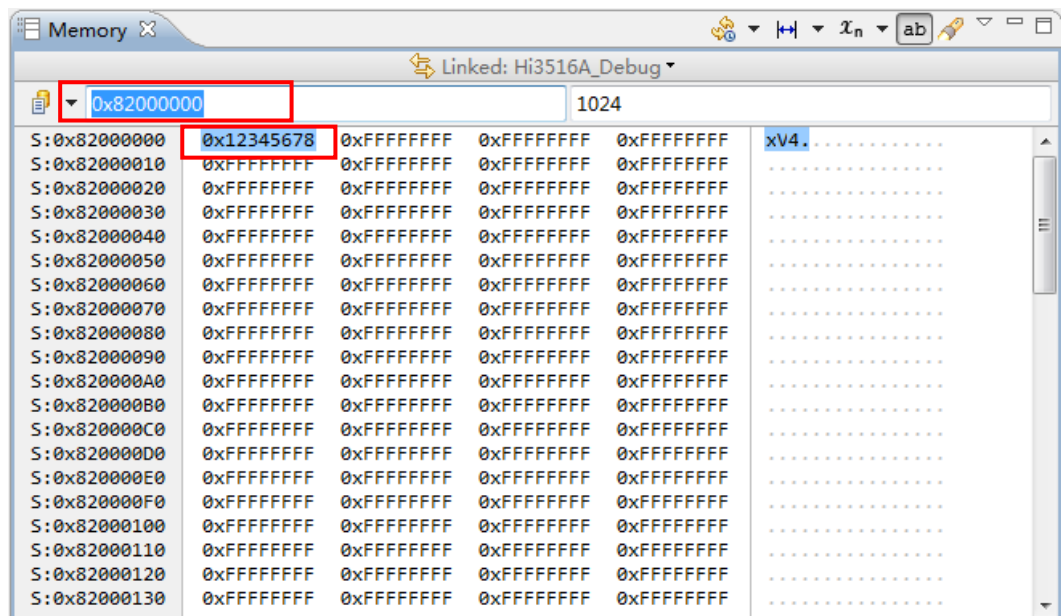 Memory
xn ab
Linked: Hi3516A_Debug
0x82000000 1024
S:0x82000000 0x12345678 0xFFFFFFFF 0xFFFFFFFF 0xFFFFFFFF xV4.............
S:0x82000010 0xFFFFFFFF 0xFFFFFFFF 0xFFFFFFFF 0xFFFFFFFF ................
S:0x82000020 0xFFFFFFFF 0xFFFFFFFF 0xFFFFFFFF 0xFFFFFFFF ................
S:0x82000030 0xFFFFFFFF 0xFFFFFFFF 0xFFFFFFFF 0xFFFFFFFF ................
S:0x82000040 0xFFFFFFFF 0xFFFFFFFF 0xFFFFFFFF 0xFFFFFFFF ................
S:0x82000050 0xFFFFFFFF 0xFFFFFFFF 0xFFFFFFFF 0xFFFFFFFF ................
S:0x82000060 0xFFFFFFFF 0xFFFFFFFF 0xFFFFFFFF 0xFFFFFFFF ................
S:0x82000070 0xFFFFFFFF 0xFFFFFFFF 0xFFFFFFFF 0xFFFFFFFF ................
S:0x82000080 0xFFFFFFFF 0xFFFFFFFF 0xFFFFFFFF 0xFFFFFFFF ................
S:0x82000090 0xFFFFFFFF 0xFFFFFFFF 0xFFFFFFFF 0xFFFFFFFF ................
S:0x820000A0 0xFFFFFFFF 0xFFFFFFFF 0xFFFFFFFF 0xFFFFFFFF ................
S:0x820000B0 0xFFFFFFFF 0xFFFFFFFF 0xFFFFFFFF 0xFFFFFFFF ................
S:0x820000C0 0xFFFFFFFF 0xFFFFFFFF 0xFFFFFFFF 0xFFFFFFFF ................
S:0x820000D0 0xFFFFFFFF 0xFFFFFFFF 0xFFFFFFFF 0xFFFFFFFF ................
S:0x820000E0 0xFFFFFFFF 0xFFFFFFFF 0xFFFFFFFF 0xFFFFFFFF ................
S:0x820000F0 0xFFFFFFFF 0xFFFFFFFF 0xFFFFFFFF 0xFFFFFFFF ................
S:0x82000100 0xFFFFFFFF 0xFFFFFFFF 0xFFFFFFFF 0xFFFFFFFF ................
S:0x82000110 0xFFFFFFFF 0xFFFFFFFF 0xFFFFFFFF 0xFFFFFFFF ................
S:0x82000120 0xFFFFFFFF 0xFFFFFFFF 0xFFFFFFFF 0xFFFFFFFF ................
S:0x82000130 0xFFFFFFFF 0xFFFFFFFF 0xFFFFFFFF 0xFFFFFFFF ................